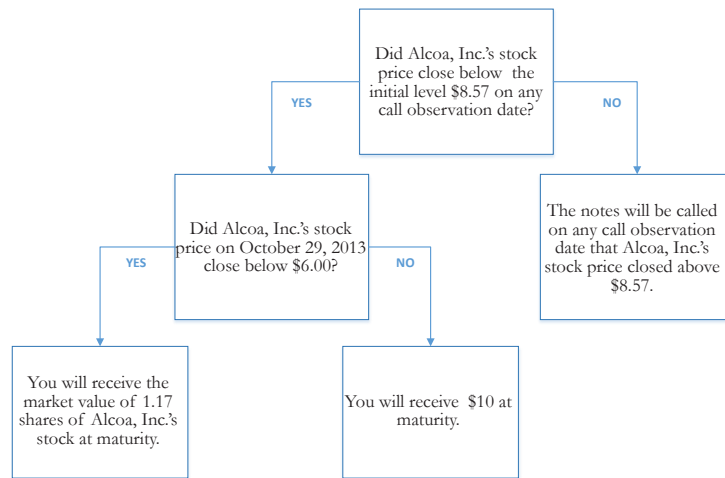 Did Alcoa, Inc.'s stock
price close below the
initial level $8.57 on any
call observation date?
YES
NO
Did Alcoa, Inc.'s stock
price on October 29, 2013
close below $6.00?
The notes will be called
on any call observation
date that Alcoa, Inc.'s
stock price closed above
$8.57.
YES
NO
You will receive the
market value of 1.17
shares of Alcoa, Inc.'s
stock at maturity.
You will receive $10 at
maturity.